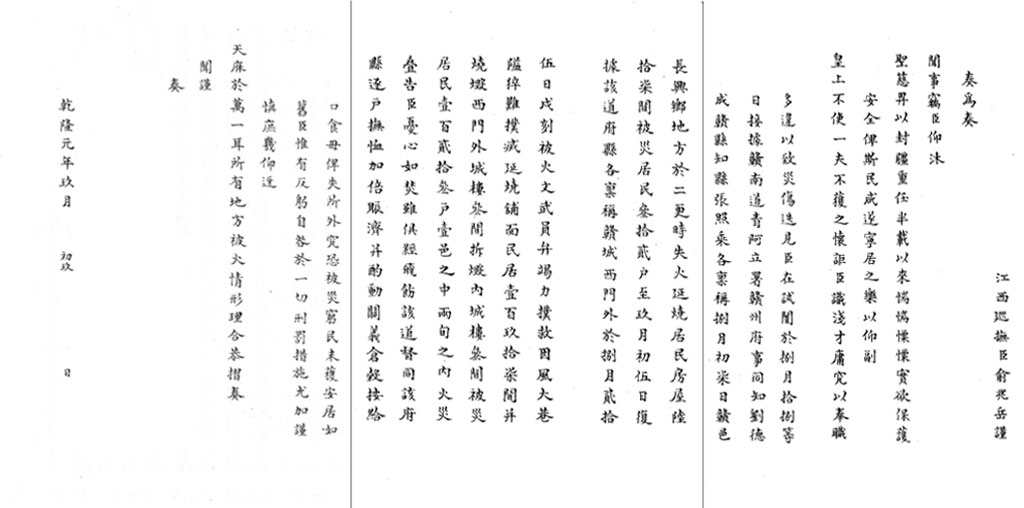 江西巡撫臣俞兆岳謹
奏為奏
聞事竊臣仰沐
聖慈畀以封疆重任半載以來惴惴慄慄實欲保護
安全俾斯民咸遂寧居之樂以仰副
皇上不使一夫不獲之懷詎臣識淺才庸究以奉職
多違以致災傷迭見臣在試闈於捌月拾捌等
日接據贛南道青阿立署贛州府事同知劉德
成贛縣知縣張照乘各稟稱捌月初柒日贛邑
長興鄉地方於二更時失火延境居民房屋陸
拾柒間被災居民叁拾貳戶至玖月初伍日復
據該道府縣各稟稱贛城西門外於捌月貳拾
伍日戌刻被火文武員弁竭力撲救因風大巷
隘猝難撲滅延境鋪面民居壹百玖拾柒間并
燒燬西門外城樓叁間拆燬內城樓叁間被災
居民壹百貳拾叁戶壹邑之中兩旬之內火災
疊告臣憂心如焚雖俱經飛飭該道督同該府
縣逐戶撫恤加倍賑濟并酌動關義倉穀按給
口食毋俾失所外究恐被災窮民未獲安居如
舊臣惟有反躬自咎於一切刑罰措施尤加謹
慎庶幾仰迓
天庥於萬一耳所有地方被火情形理合恭摺奏
聞謹
奏
乾隆元年玖月 初玖 日